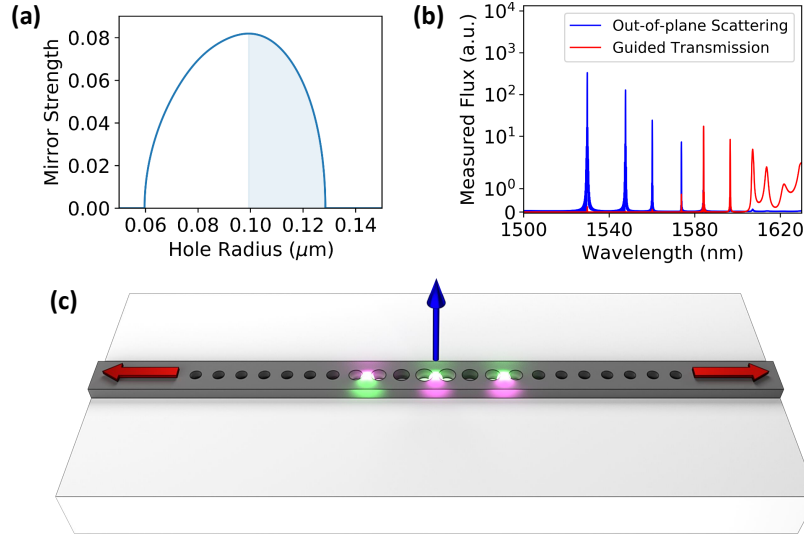 (a)
Mirror Strength
0.08
0.06
0.04
0.02
0.00
0.06 0.08 0.10 0.12 0.14
Hole Radius (μm)
(b)
Measured Flux (a.u.)
10⁴
10²
10¹
10⁰
0
Out-of-plane Scattering
Guided Transmission
1500 1540 1580 1620
Wavelength (nm)
(c)